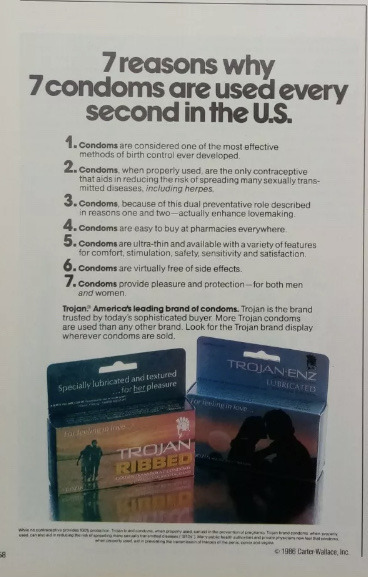 7 reasons why
7 condoms are used every
second in the U.S.
1. Condoms are considered one of the most effective
methods of birth control ever developed.
2. Condoms, when properly used, are the only contraceptive
that aids in reducing the risk of spreading many sexually trans-
mitted diseases, including herpes.
3. Condoms, because of this dual preventative role described
in reasons one and two—actually enhance lovemaking.
4. Condoms are easy to buy at pharmacies everywhere.
5. Condoms are ultra-thin and available with a variety of features
for comfort, stimulation, safety, sensitivity and satisfaction.
6. Condoms are virtually free of side effects.
7. Condoms provide pleasure and protection—for both men
and women.
Trojan.® America's leading brand of condoms. Trojan is the brand
trusted by today's sophisticated buyer. More Trojan condoms
are used than any other brand. Look for the Trojan brand display
wherever condoms are sold.
Specially lubricated and textured
...for her pleasure
For feeling in love...
TROJAN
RIBBED
TROJAN-ENZ
LUBRICATED
For feeling in love...
© 1986 Carter-Wallace, Inc.